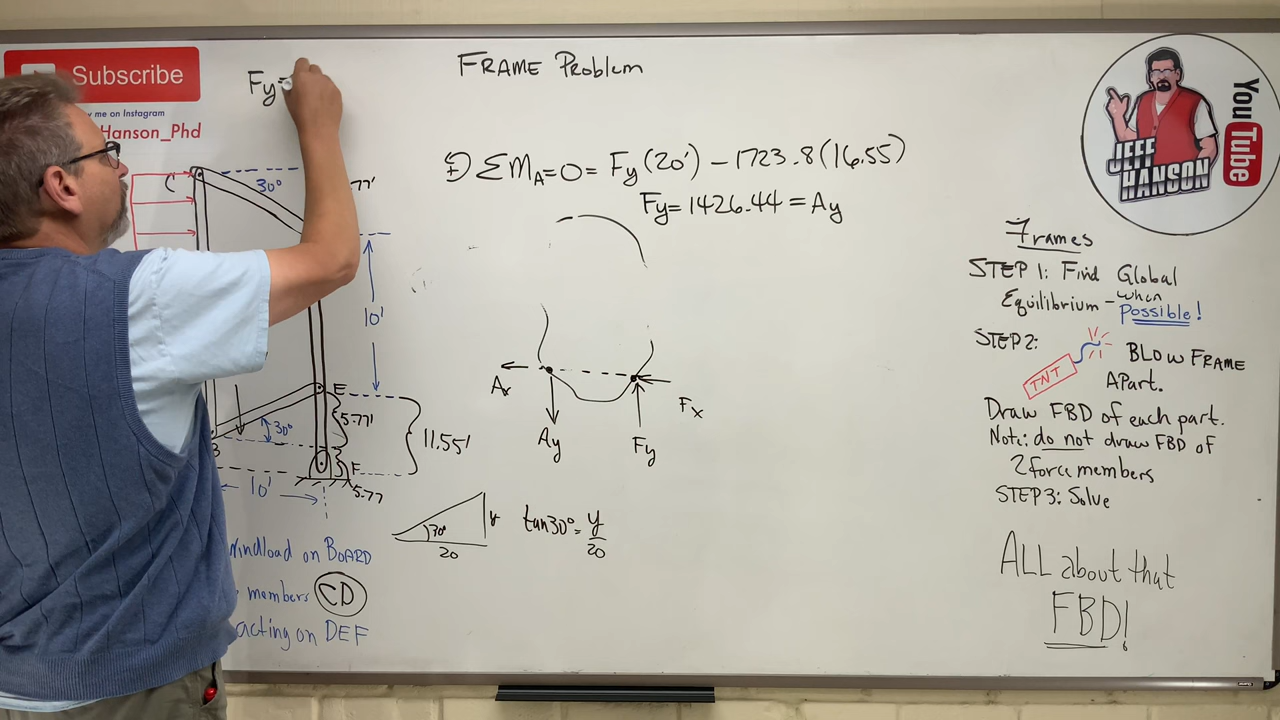 Subscribe
me on Instagram
Hanson_Phd
Fy=
FRAME Problem
YouTube
JEFF
HANSON
ΣMA=0= Fy(20') -1723.8(16.55)
Fy= 1426.44 = Ay
C
30°
77'
10'
E
5.77'
30°
11.55'
B
F
5.77
10'
Ax
Ay
Fx
Fy
30°
20
y
tan30°= y/20
Windload on BOARD
members CD
acting on DEF
Frames
STEP 1: Find Global
Equilibrium - when
Possible!
STEP 2:
TNT
BLOW FRAME
APart.
Draw FBD of each part.
Note: do not draw FBD of
2 force members
STEP 3: Solve
ALL about that
FBD!